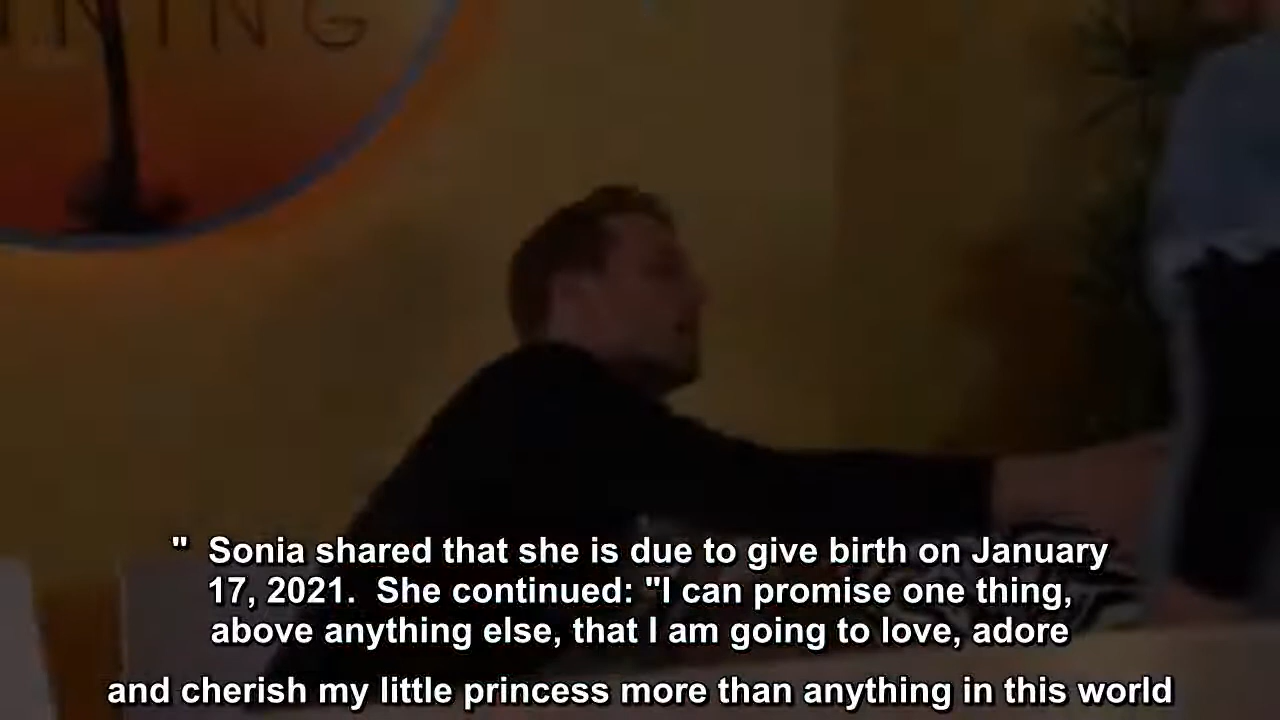 INING
" Sonia shared that she is due to give birth on January
17, 2021. She continued: "I can promise one thing,
above anything else, that I am going to love, adore
and cherish my little princess more than anything in this world